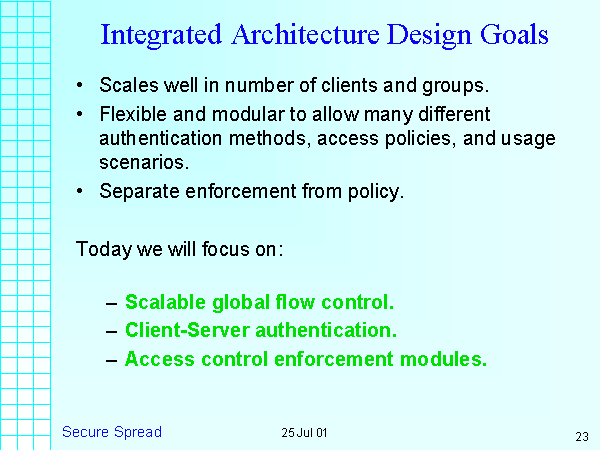 Integrated Architecture Design Goals
• Scales well in number of clients and groups.
• Flexible and modular to allow many different
authentication methods, access policies, and usage
scenarios.
• Separate enforcement from policy.
Today we will focus on:
– Scalable global flow control.
– Client-Server authentication.
– Access control enforcement modules.
Secure Spread
25 Jul 01
23